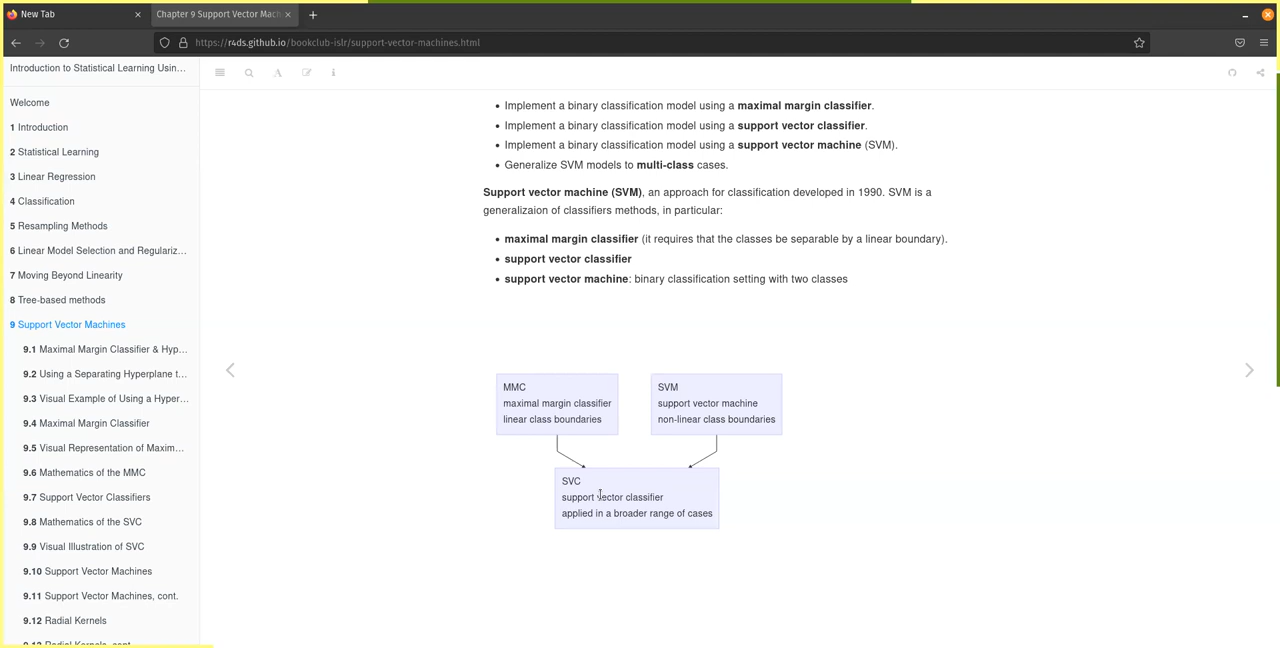 New Tab
Chapter 9 Support Vector Mach
https://r4ds.github.io/bookclub-islr/support-vector-machines.html
Introduction to Statistical Learning Usin...
Welcome
1 Introduction
2 Statistical Learning
3 Linear Regression
4 Classification
5 Resampling Methods
6 Linear Model Selection and Regulariz...
7 Moving Beyond Linearity
8 Tree-based methods
9 Support Vector Machines
9.1 Maximal Margin Classifier & Hyp...
9.2 Using a Separating Hyperplane t...
9.3 Visual Example of Using a Hyper...
9.4 Maximal Margin Classifier
9.5 Visual Representation of Maxim...
9.6 Mathematics of the MMC
9.7 Support Vector Classifiers
9.8 Mathematics of the SVC
9.9 Visual Illustration of SVC
9.10 Support Vector Machines
9.11 Support Vector Machines, cont.
9.12 Radial Kernels
9.13 Radial Kernels, cont.
• Implement a binary classification model using a maximal margin classifier.
• Implement a binary classification model using a support vector classifier.
• Implement a binary classification model using a support vector machine (SVM).
• Generalize SVM models to multi-class cases.
Support vector machine (SVM), an approach for classification developed in 1990. SVM is a
generalizaion of classifiers methods, in particular:
• maximal margin classifier (it requires that the classes be separable by a linear boundary).
• support vector classifier
• support vector machine: binary classification setting with two classes
MMC
maximal margin classifier
linear class boundaries
SVM
support vector machine
non-linear class boundaries
SVC
support vector classifier
applied in a broader range of cases